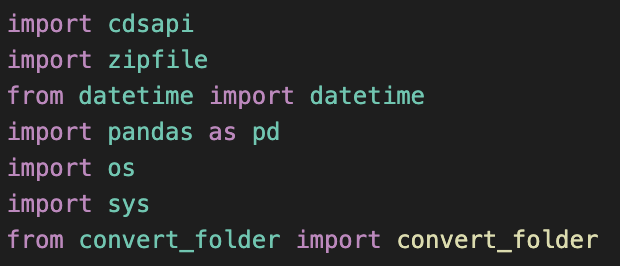 import cdsapi
import zipfile
from datetime import datetime
import pandas as pd
import os
import sys
from convert_folder import convert_folder